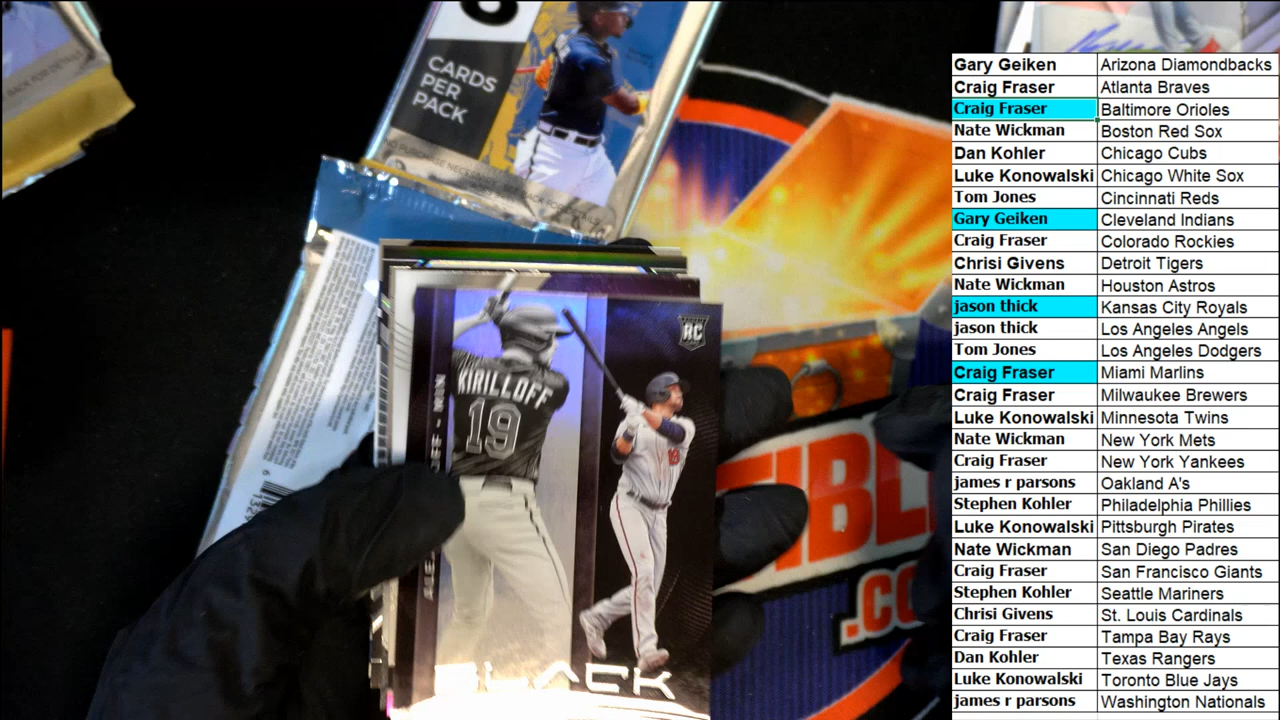 6
CARDS
PER
PACK
RC
KIRILLOFF
19
BLACK
IBL
.CO
Gary Geiken Arizona Diamondbacks
Craig Fraser Atlanta Braves
Craig Fraser Baltimore Orioles
Nate Wickman Boston Red Sox
Dan Kohler Chicago Cubs
Luke Konowalski Chicago White Sox
Tom Jones Cincinnati Reds
Gary Geiken Cleveland Indians
Craig Fraser Colorado Rockies
Chrisi Givens Detroit Tigers
Nate Wickman Houston Astros
jason thick Kansas City Royals
jason thick Los Angeles Angels
Tom Jones Los Angeles Dodgers
Craig Fraser Miami Marlins
Craig Fraser Milwaukee Brewers
Luke Konowalski Minnesota Twins
Nate Wickman New York Mets
Craig Fraser New York Yankees
james r parsons Oakland A's
Stephen Kohler Philadelphia Phillies
Luke Konowalski Pittsburgh Pirates
Nate Wickman San Diego Padres
Craig Fraser San Francisco Giants
Stephen Kohler Seattle Mariners
Chrisi Givens St. Louis Cardinals
Craig Fraser Tampa Bay Rays
Dan Kohler Texas Rangers
Luke Konowalski Toronto Blue Jays
james r parsons Washington Nationals